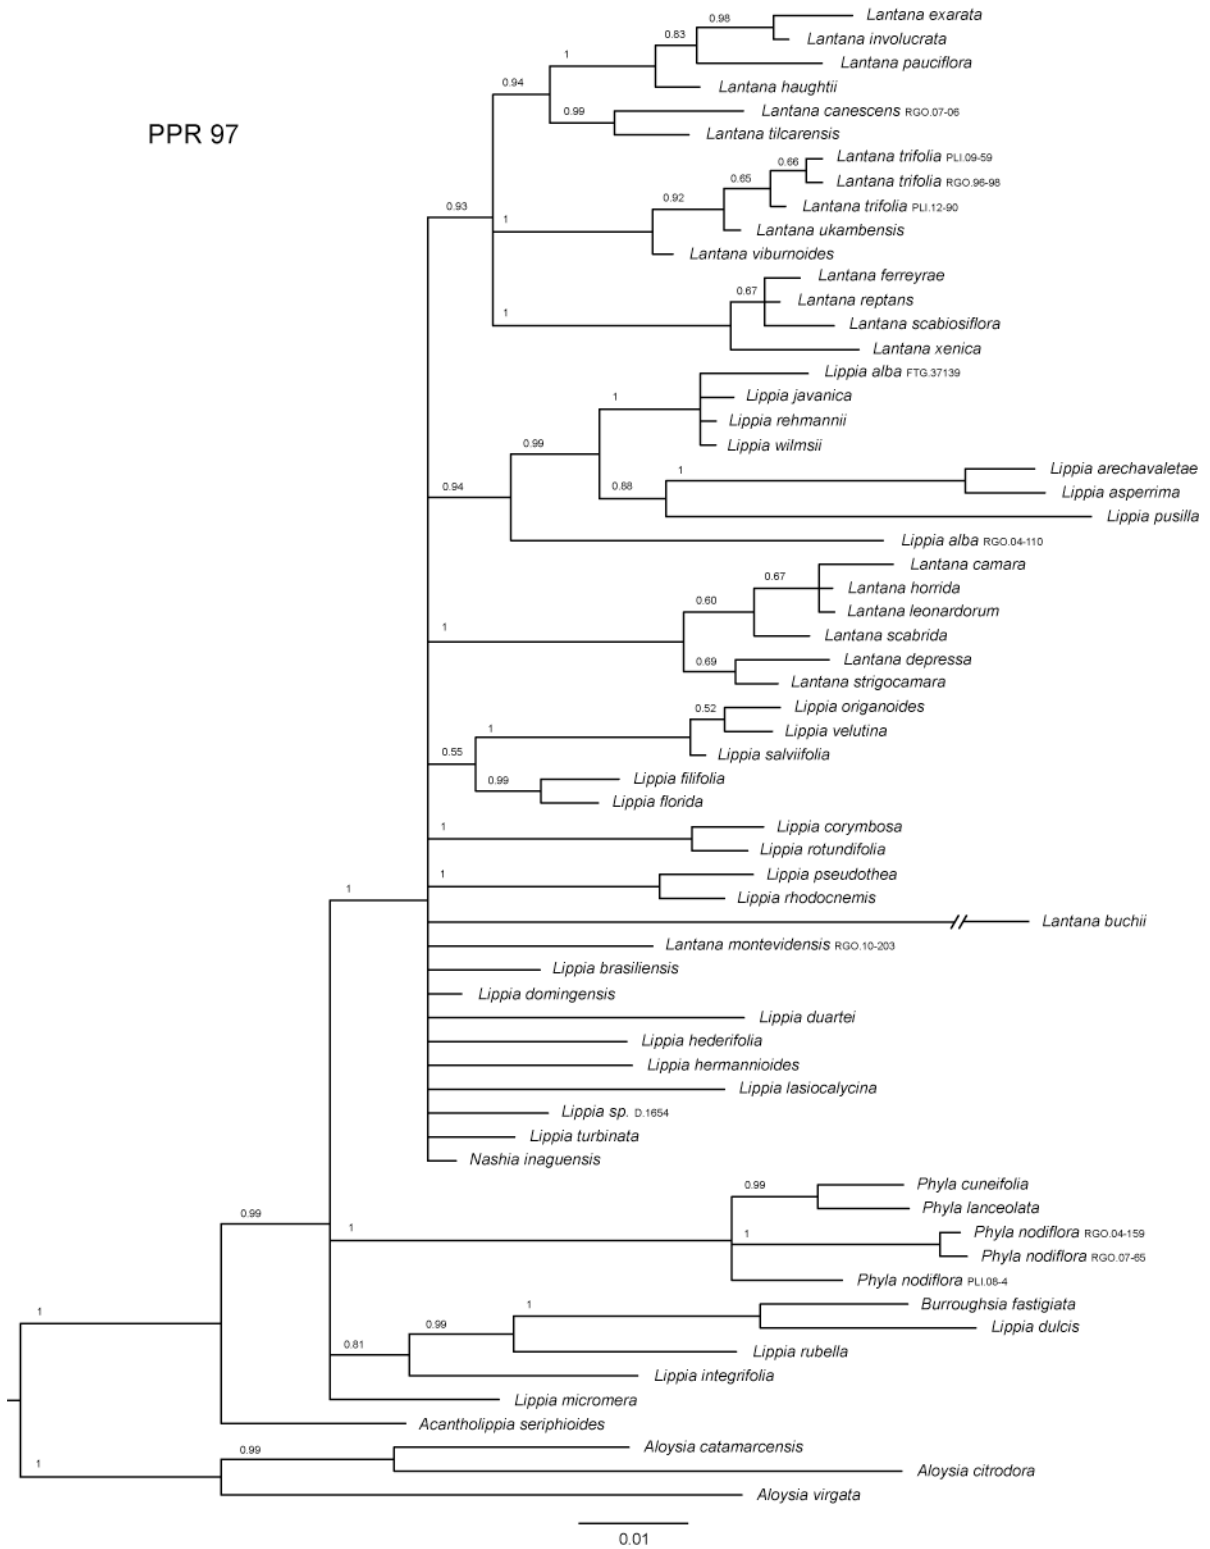 Lantana exarata
0.98
Lantana involucrata
0.83
Lantana pauciflora
1
Lantana haughtii
0.94
Lantana canescens RGO.07-06
0.99
PPR 97
Lantana tilcarensis
Lantana trifolia PLI.09-59
0.66
Lantana trifolia RGO.96-98
0.65
Lantana trifolia PLI.12-90
0.92
0.93
Lantana ukambensis
1
Lantana viburnoides
Lantana ferreyrae
0.67
Lantana reptans
1
Lantana scabiosiflora
Lantana xenica
Lippia alba FTG.37139
1
Lippia javanica
Lippia rehmannii
0.99
Lippia wilmsii
1
Lippia arechavaletae
0.94
0.88
Lippia asperrima
Lippia pusilla
Lippia alba RGO.04-110
Lantana camara
0.67
Lantana horrida
0.60
Lantana leonardorum
1
Lantana scabrida
0.69
Lantana depressa
Lantana strigocamara
Lippia origanoides
0.52
1
Lippia velutina
0.55
Lippia salviifolia
0.99
Lippia filifolia
Lippia florida
1
Lippia corymbosa
Lippia rotundifolia
1
Lippia pseudothea
1
Lippia rhodocnemis
Lantana buchii
Lantana montevidensis RGO.10-203
Lippia brasiliensis
Lippia domingensis
Lippia duartei
Lippia hederifolia
Lippia hermannioides
Lippia lasiocalycina
Lippia sp. D.1654
Lippia turbinata
Nashia inaguensis
0.99
Phyla cuneifolia
0.99
Phyla lanceolata
1
1
Phyla nodiflora RGO.04-159
Phyla nodiflora RGO.07-65
Phyla nodiflora PLI.08-4
1
1
Burroughsia fastigiata
0.99
Lippia dulcis
0.81
Lippia rubella
Lippia integrifolia
Lippia micromera
Acantholippia seriphioides
0.99
1
Aloysia catamarcensis
Aloysia citrodora
Aloysia virgata
0.01